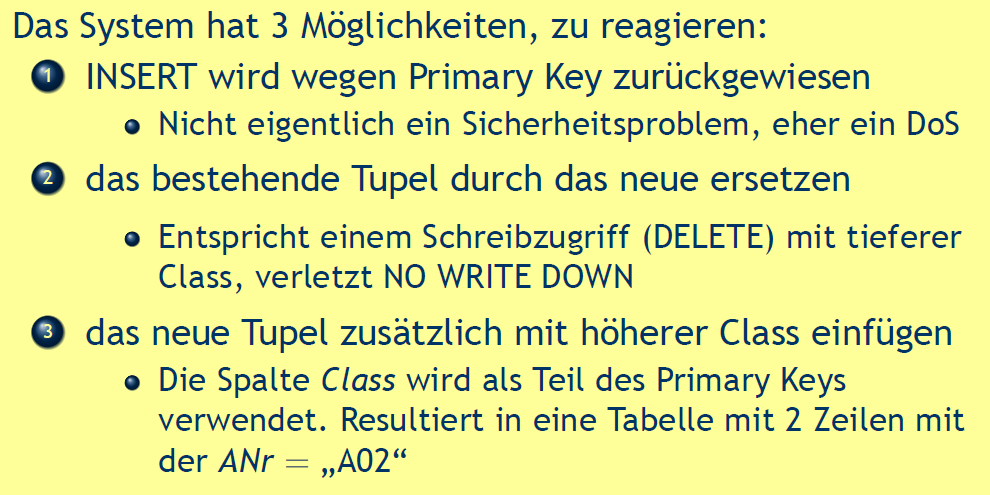 Das System hat 3 Möglichkeiten, zu reagieren:
1 INSERT wird wegen Primary Key zurückgewiesen
Nicht eigentlich ein Sicherheitsproblem, eher ein DoS
2 das bestehende Tupel durch das neue ersetzen
Entspricht einem Schreibzugriff (DELETE) mit tieferer
Class, verletzt NO WRITE DOWN
3 das neue Tupel zusätzlich mit höherer Class einfügen
Die Spalte Class wird als Teil des Primary Keys
verwendet. Resultiert in eine Tabelle mit 2 Zeilen mit
der ANr = „A02“